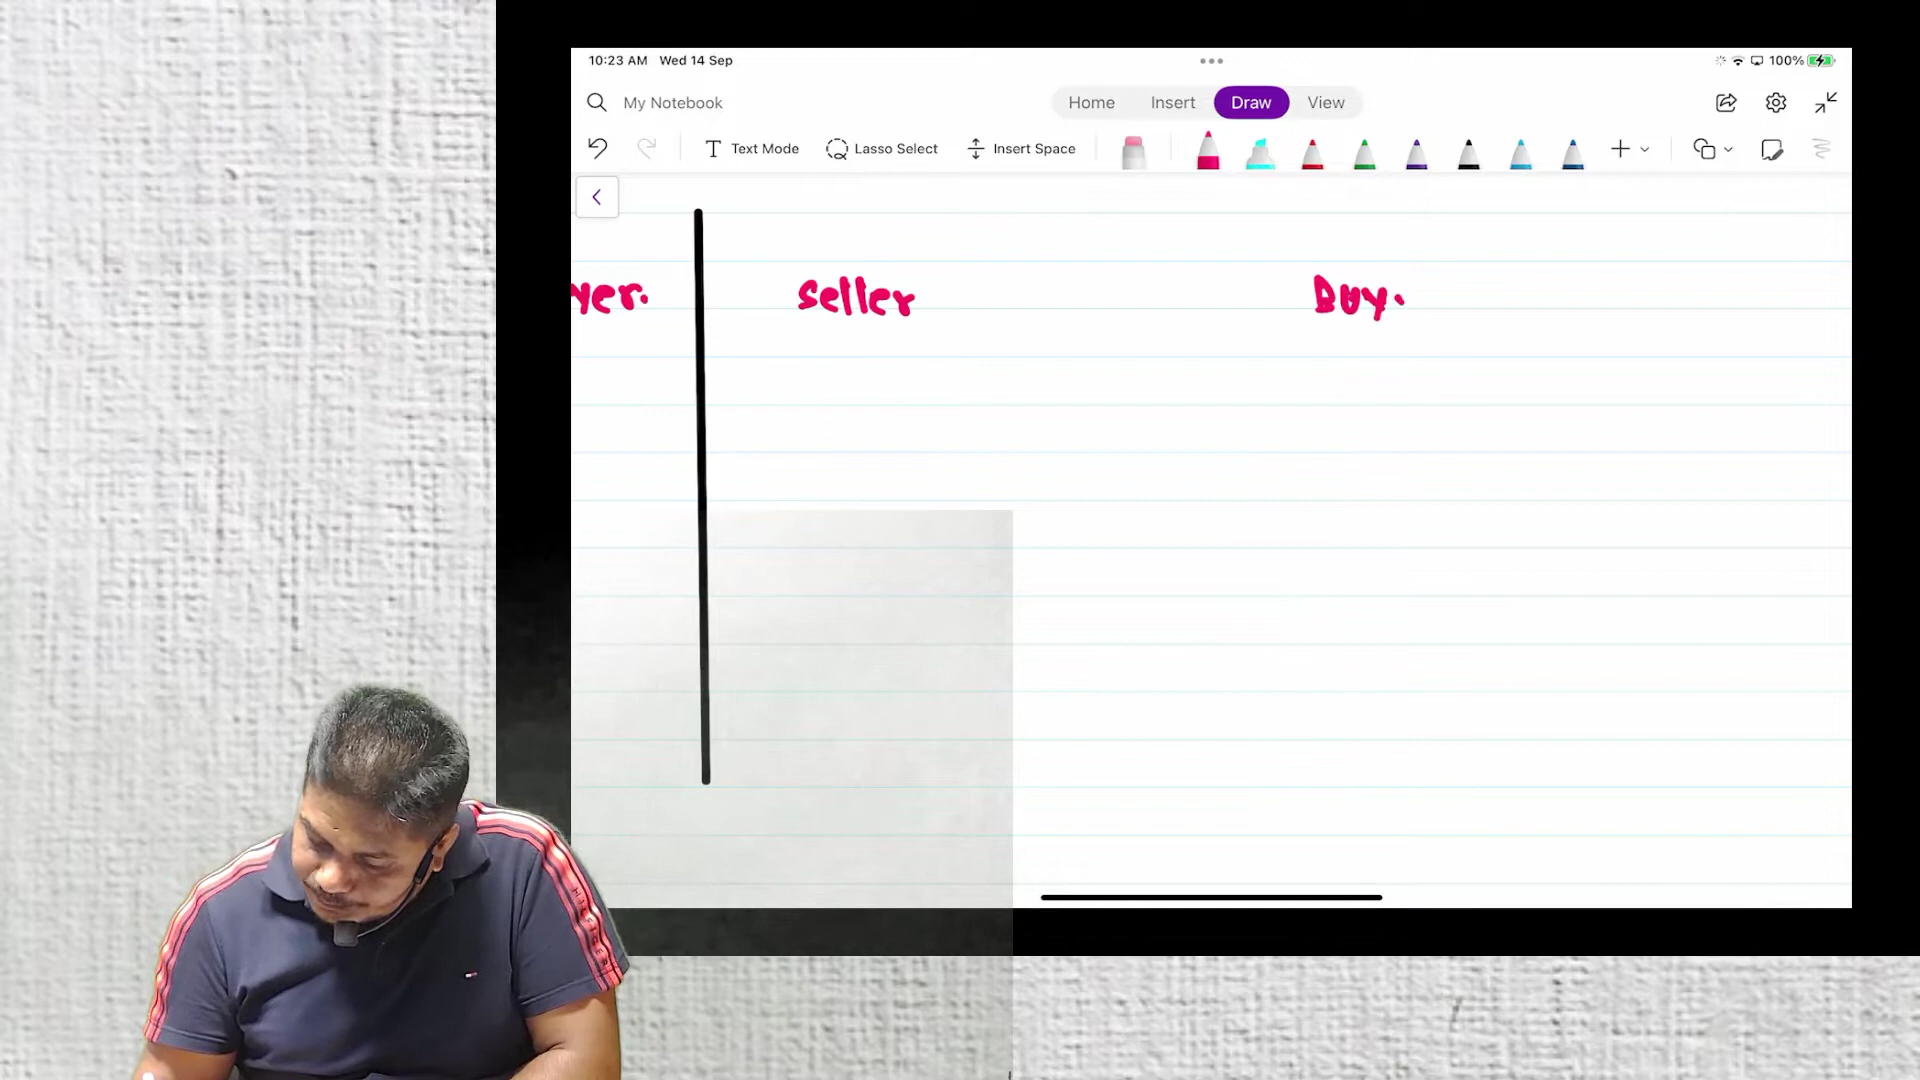 10:23 AM Wed 14 Sep
100%
My Notebook
Home Insert Draw View
Text Mode Lasso Select Insert Space
yer. Seller Buy.